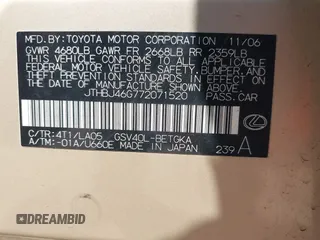 MFD.BY: TOYOTA MOTOR CORPORATION 11/06
GVWR 4680LB GAWR FR 2668LB RR 2359LB
THIS VEHICLE CONFORMS TO ALL APPLICABLE
FEDERAL MOTOR VEHICLE SAFETY, BUMPER, AND
THEFT PREVENTION STANDARDS IN EFFECT ON
THE DATE OF MANUFACTURE SHOWN ABOVE.
JTHBJ46G772071520 PASS.CAR
C/TR:4T1/LA05 GSV40L-BETGKA
A/TM:-01A/U660E MADE IN JAPAN 239 A
DREAMBID
dreambid.com